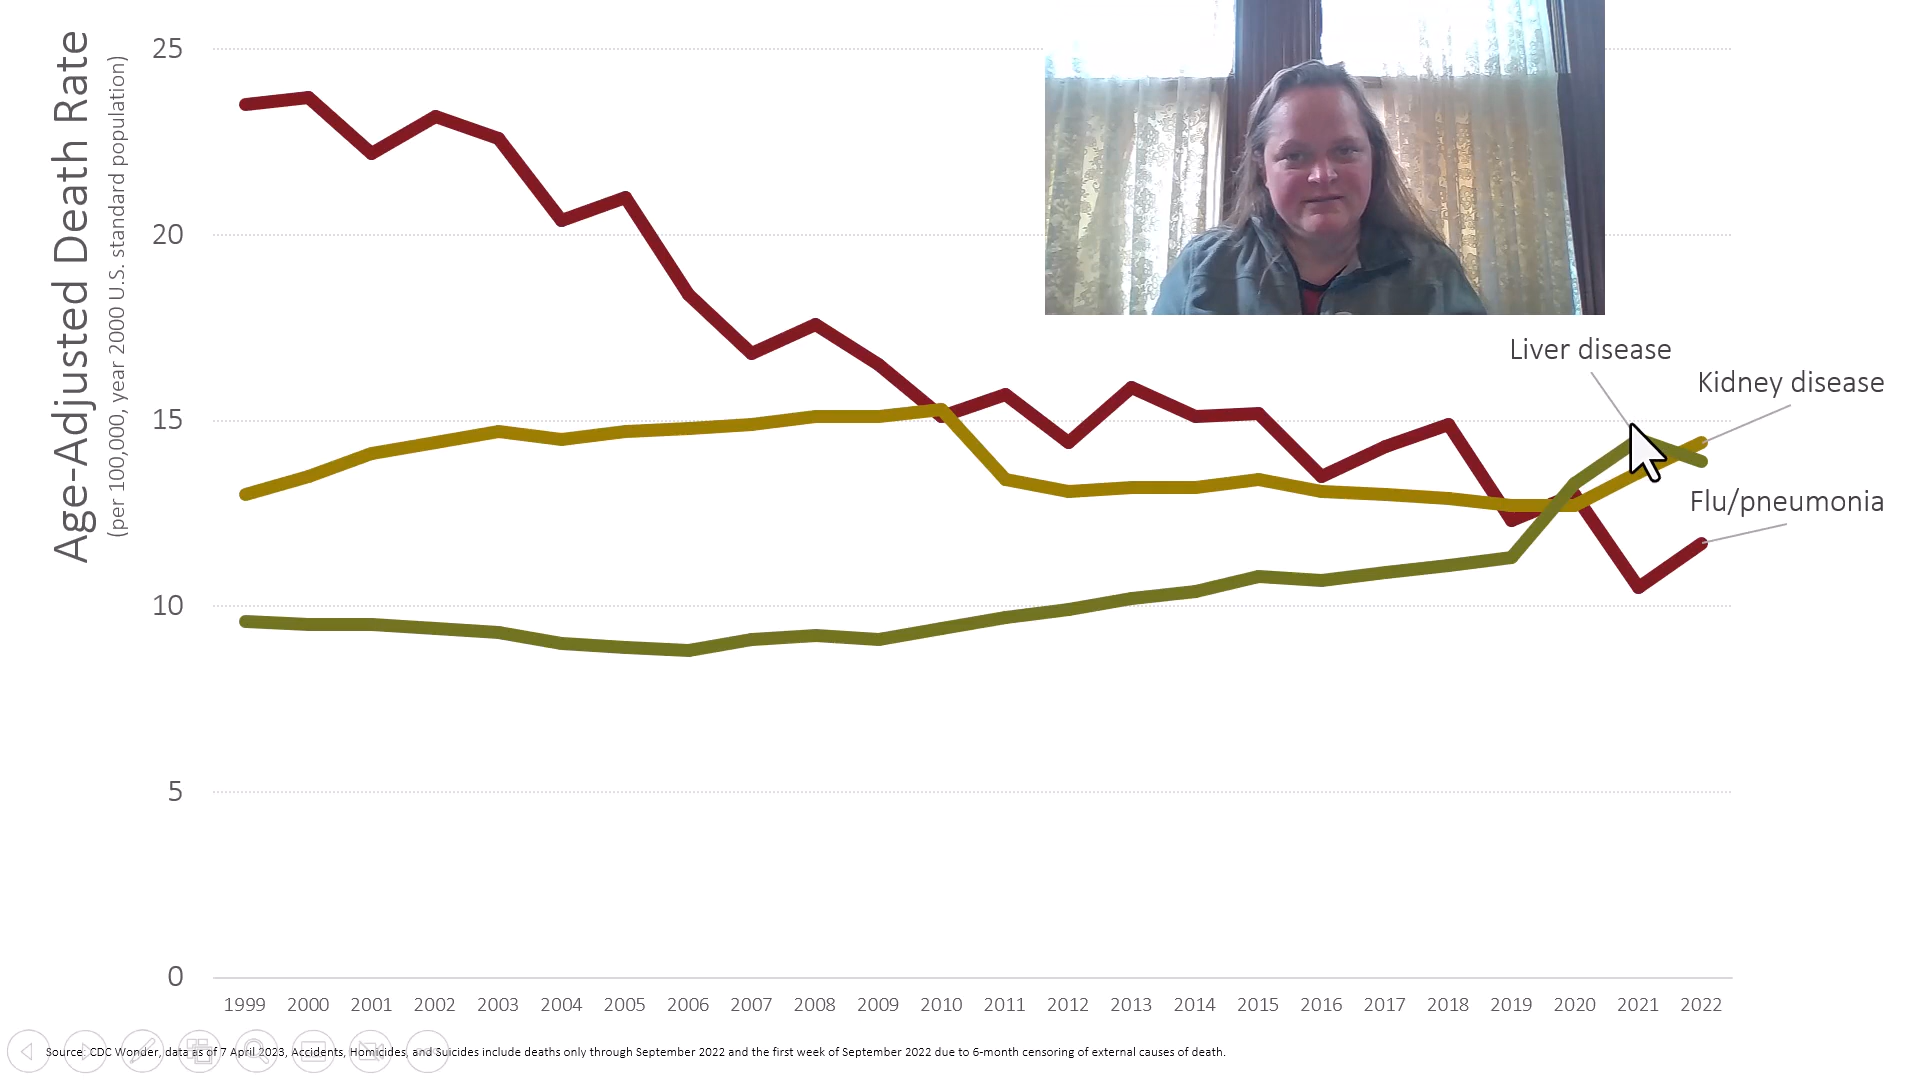 Age-Adjusted Death Rate
(per 100,000, year 2000 U.S. standard population)
25
20
15
10
5
0
Liver disease
Kidney disease
Flu/pneumonia
1999 2000 2001 2002 2003 2004 2005 2006 2007 2008 2009 2010 2011 2012 2013 2014 2015 2016 2017 2018 2019 2020 2021 2022
Source: CDC Wonder, data as of 7 April 2023, Accidents, Homicides, and Suicides include deaths only through September 2022 and the first week of September 2022 due to 6-month censoring of external causes of death.